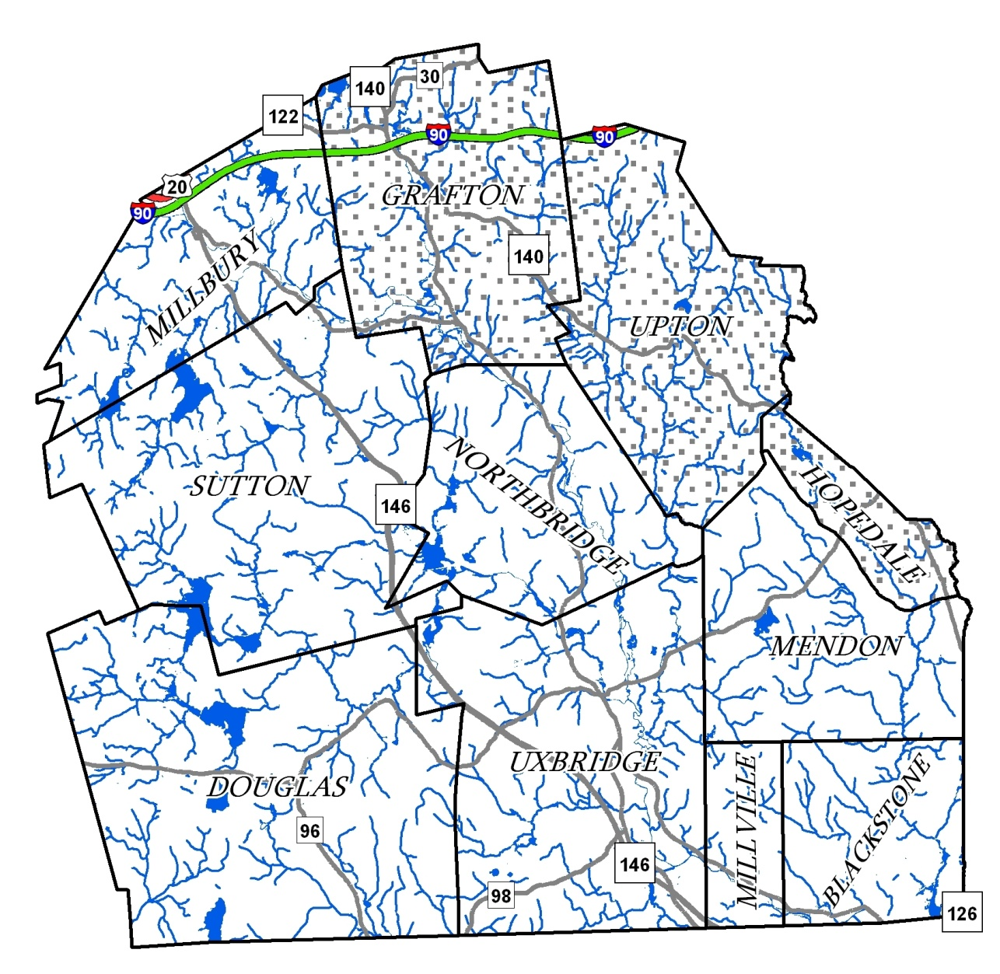 30
140
122
90
90
20
90
GRAFTON
140
MILLBURY
UPTON
NORTHBRIDGE
SUTTON
146
HOPEDALE
MENDON
UXBRIDGE
DOUGLAS
96
MILLVILLE
BLACKSTONE
146
98
126